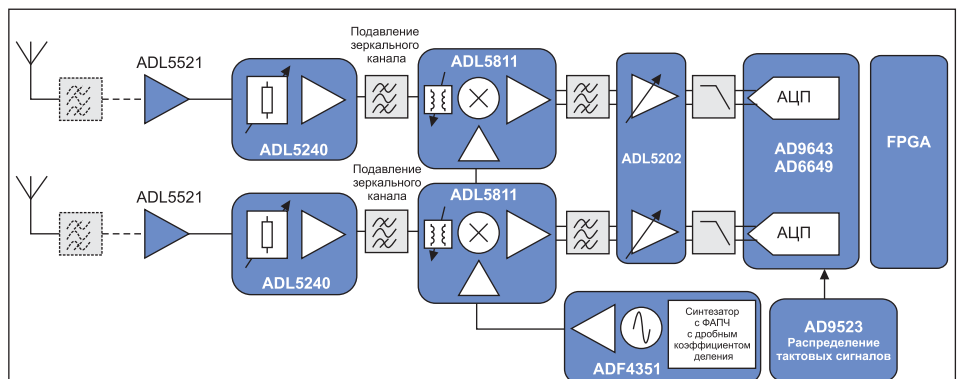 Подавление
зеркального
канала
ADL5521
ADL5811
ADL5240
ADL5202
АЦП
AD9643
AD6649
FPGA
Подавление
зеркального
канала
ADL5521
ADL5811
ADL5240
АЦП
Синтезатор
с ФАПЧ
с дробным
коэффициентом
деления
ADF4351
AD9523
Распределение
тактовых сигналов